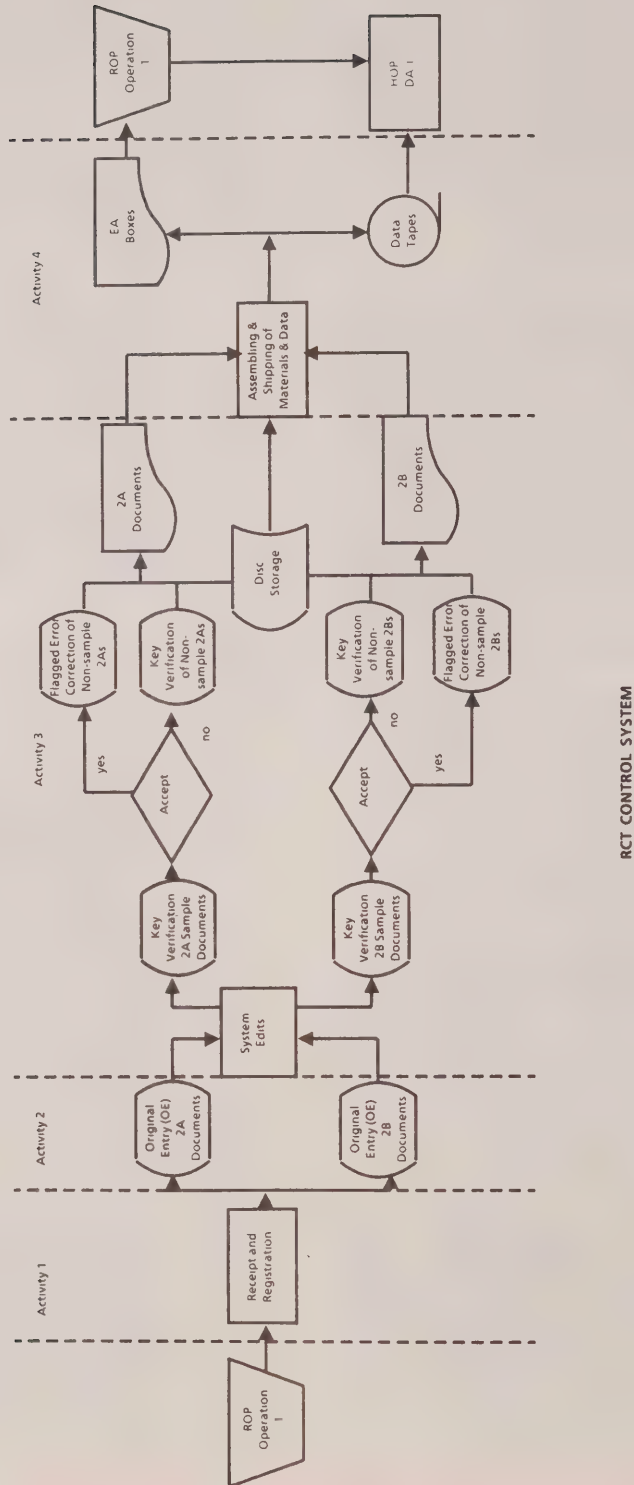 Activity 1
Activity 2
Activity 3
Activity 4
ROP
Operation
1
Receipt and
Registration
Original
Entry (OE)
2A
Documents
Original
Entry (OE)
2B
Documents
System
Edits
Key
Verification
2A Sample
Documents
Key
Verification
2B Sample
Documents
Accept
yes
no
Accept
no
yes
Flagged Error
Correction of
Non-sample
2As
Key
Verification
of Non-
sample 2As
Key
Verification
of Non-
sample 2Bs
Flagged Error
Correction of
Non-sample
2Bs
2A
Documents
Disc
Storage
2B
Documents
Assembling &
Shipping of
Materials & Data
EA
Boxes
Data
Tapes
ROP
Operation
1
HOP
DA 1
RCT CONTROL SYSTEM